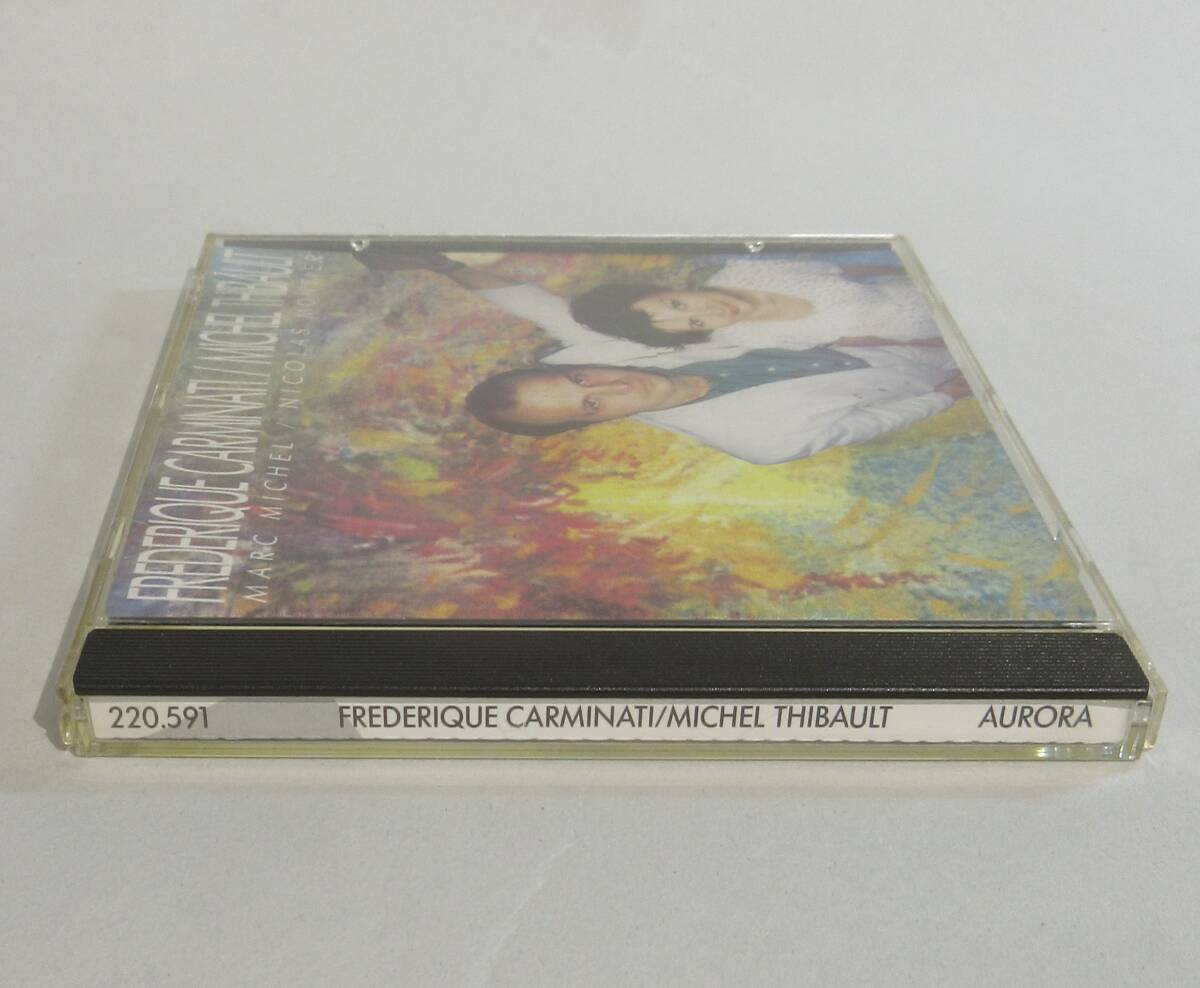 FREDERIQUE CARMINATI / MICHEL THIBAULT
MARC MICHEL / NICOLAS
220.591 FREDERIQUE CARMINATI/MICHEL THIBAULT AURORA